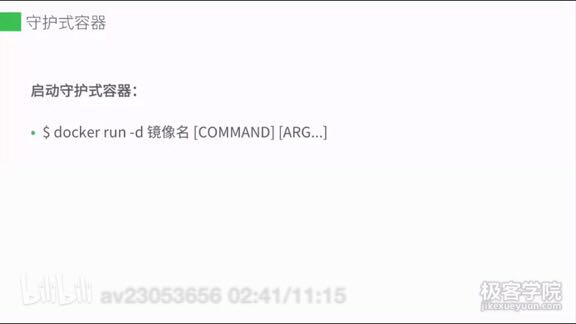 守护式容器
启动守护式容器：
• $ docker run -d 镜像名 [COMMAND] [ARG...]
bilibili av23053656 02:41/11:15
极客学院
jikexueyuan.com